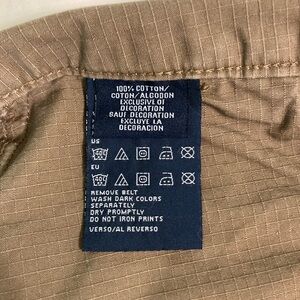 100% COTTON/
COTON/ALGODON
EXCLUSIVE OF
DECORATION
SAUF DECORATION
EXCLUYE LA
DECORACION
US
EU
REMOVE BELT
WASH DARK COLORS
SEPARATELY
DRY PROMPTLY
DO NOT IRON PRINTS
VERSO/AL REVERSO